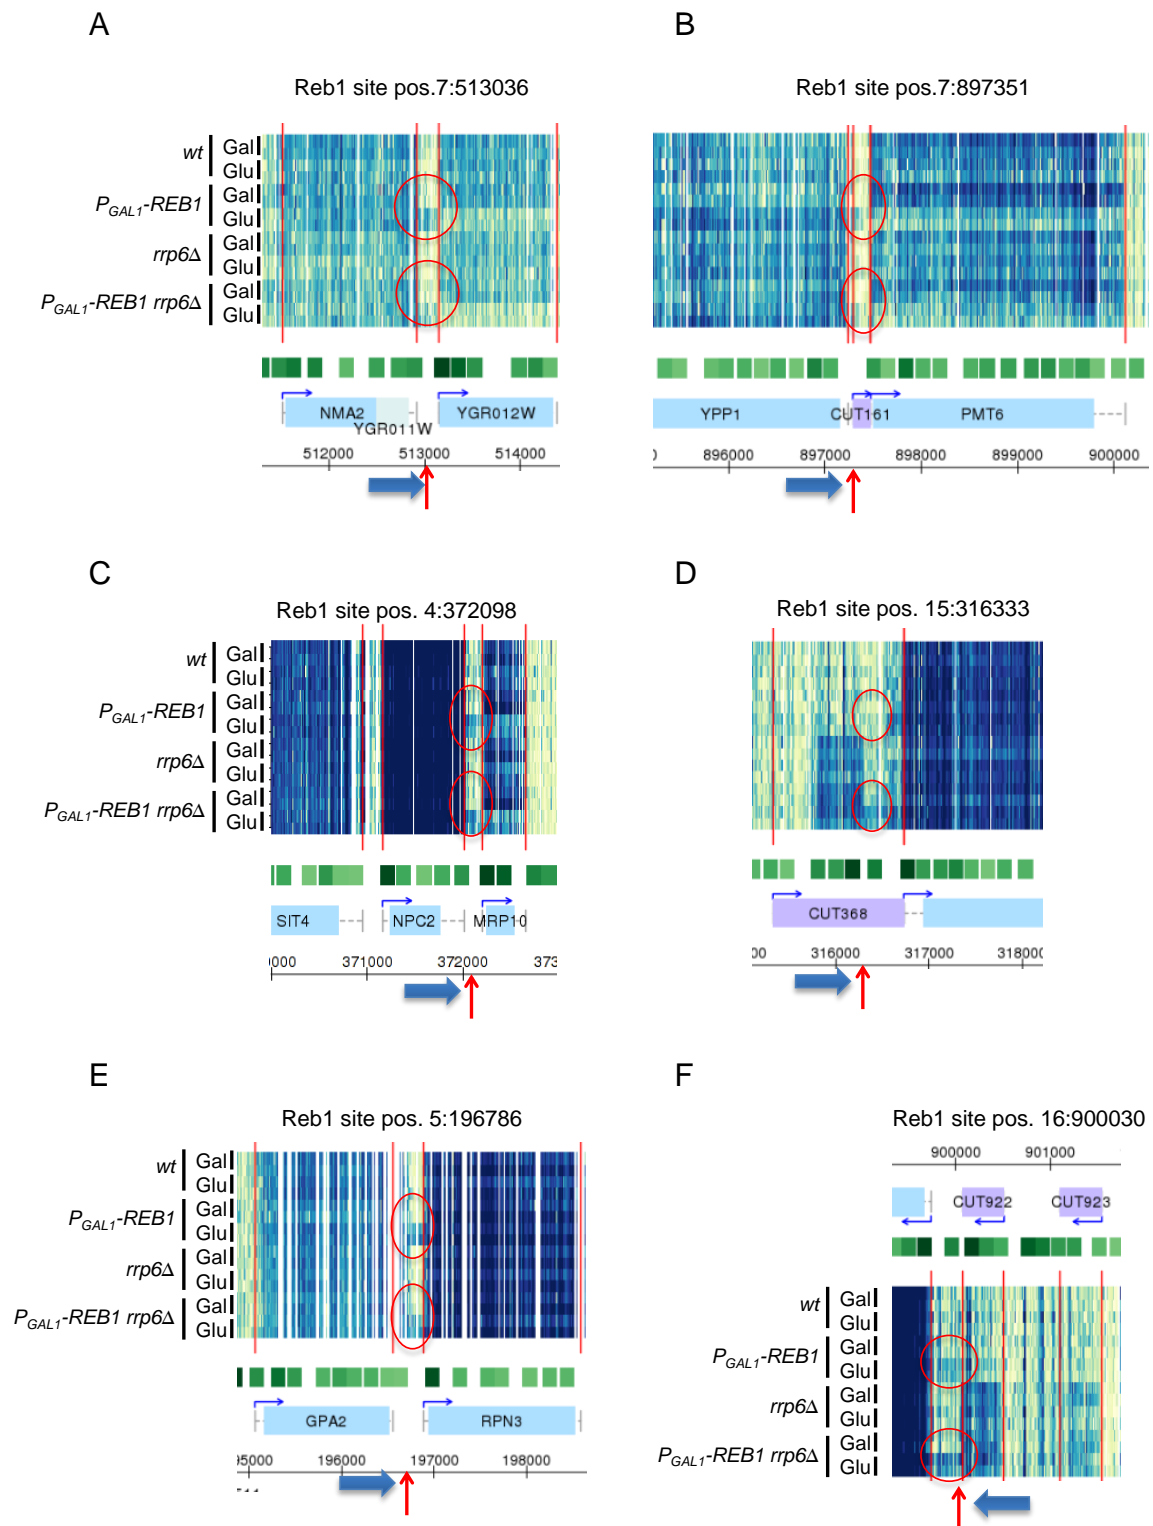 A
Reb1 site pos.7:513036
wt
Gal
Glu
PGAL1-REB1
Gal
Glu
rrp6Δ
Gal
Glu
PGAL1-REB1 rrp6Δ
Gal
Glu
NMA2
YGR011W
YGR012W
512000 513000 514000
B
Reb1 site pos.7:897351
YPP1
CUT161
PMT6
0 896000 897000 898000 899000 900000
C
Reb1 site pos. 4:372098
wt
Gal
Glu
PGAL1-REB1
Gal
Glu
rrp6Δ
Gal
Glu
PGAL1-REB1 rrp6Δ
Gal
Glu
SIT4
NPC2
MRP10
000 371000 372000 373
D
Reb1 site pos. 15:316333
CUT368
00 316000 317000 318000
E
Reb1 site pos. 5:196786
wt
Gal
Glu
PGAL1-REB1
Gal
Glu
rrp6Δ
Gal
Glu
PGAL1-REB1 rrp6Δ
Gal
Glu
GPA2
RPN3
95000 196000 197000 198000
F
Reb1 site pos. 16:900030
900000 901000
CUT922
CUT923
wt
Gal
Glu
PGAL1-REB1
Gal
Glu
rrp6Δ
Gal
Glu
PGAL1-REB1 rrp6Δ
Gal
Glu